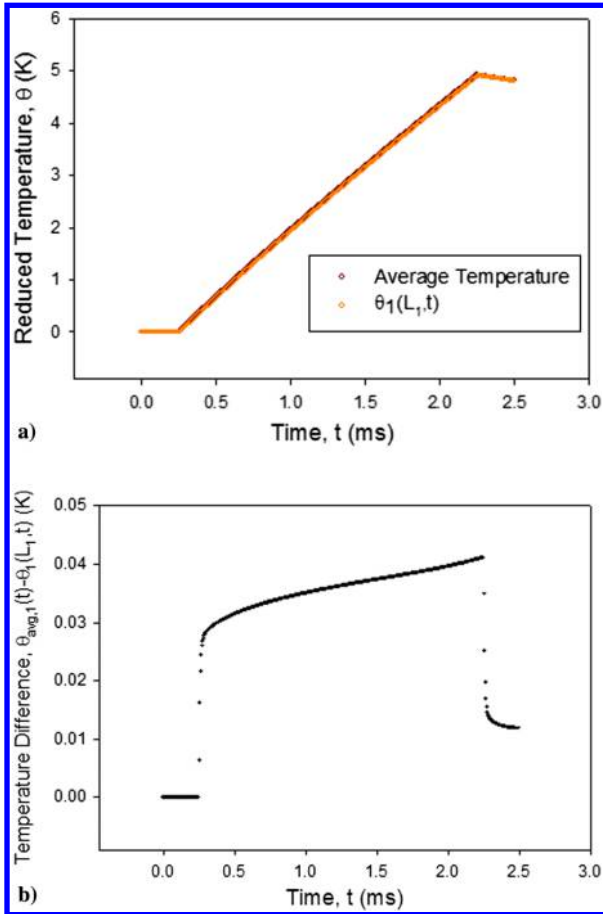 Reduced Temperature, θ (K)
6
5
4
3
2
1
0
Average Temperature
θ1(L1,t)
0.0 0.5 1.0 1.5 2.0 2.5 3.0
a)
Time, t (ms)
Temperature Difference, θavg,1(t)-θ1(L1,t) (K)
0.05
0.04
0.03
0.02
0.01
0.00
0.0 0.5 1.0 1.5 2.0 2.5 3.0
b)
Time, t (ms)